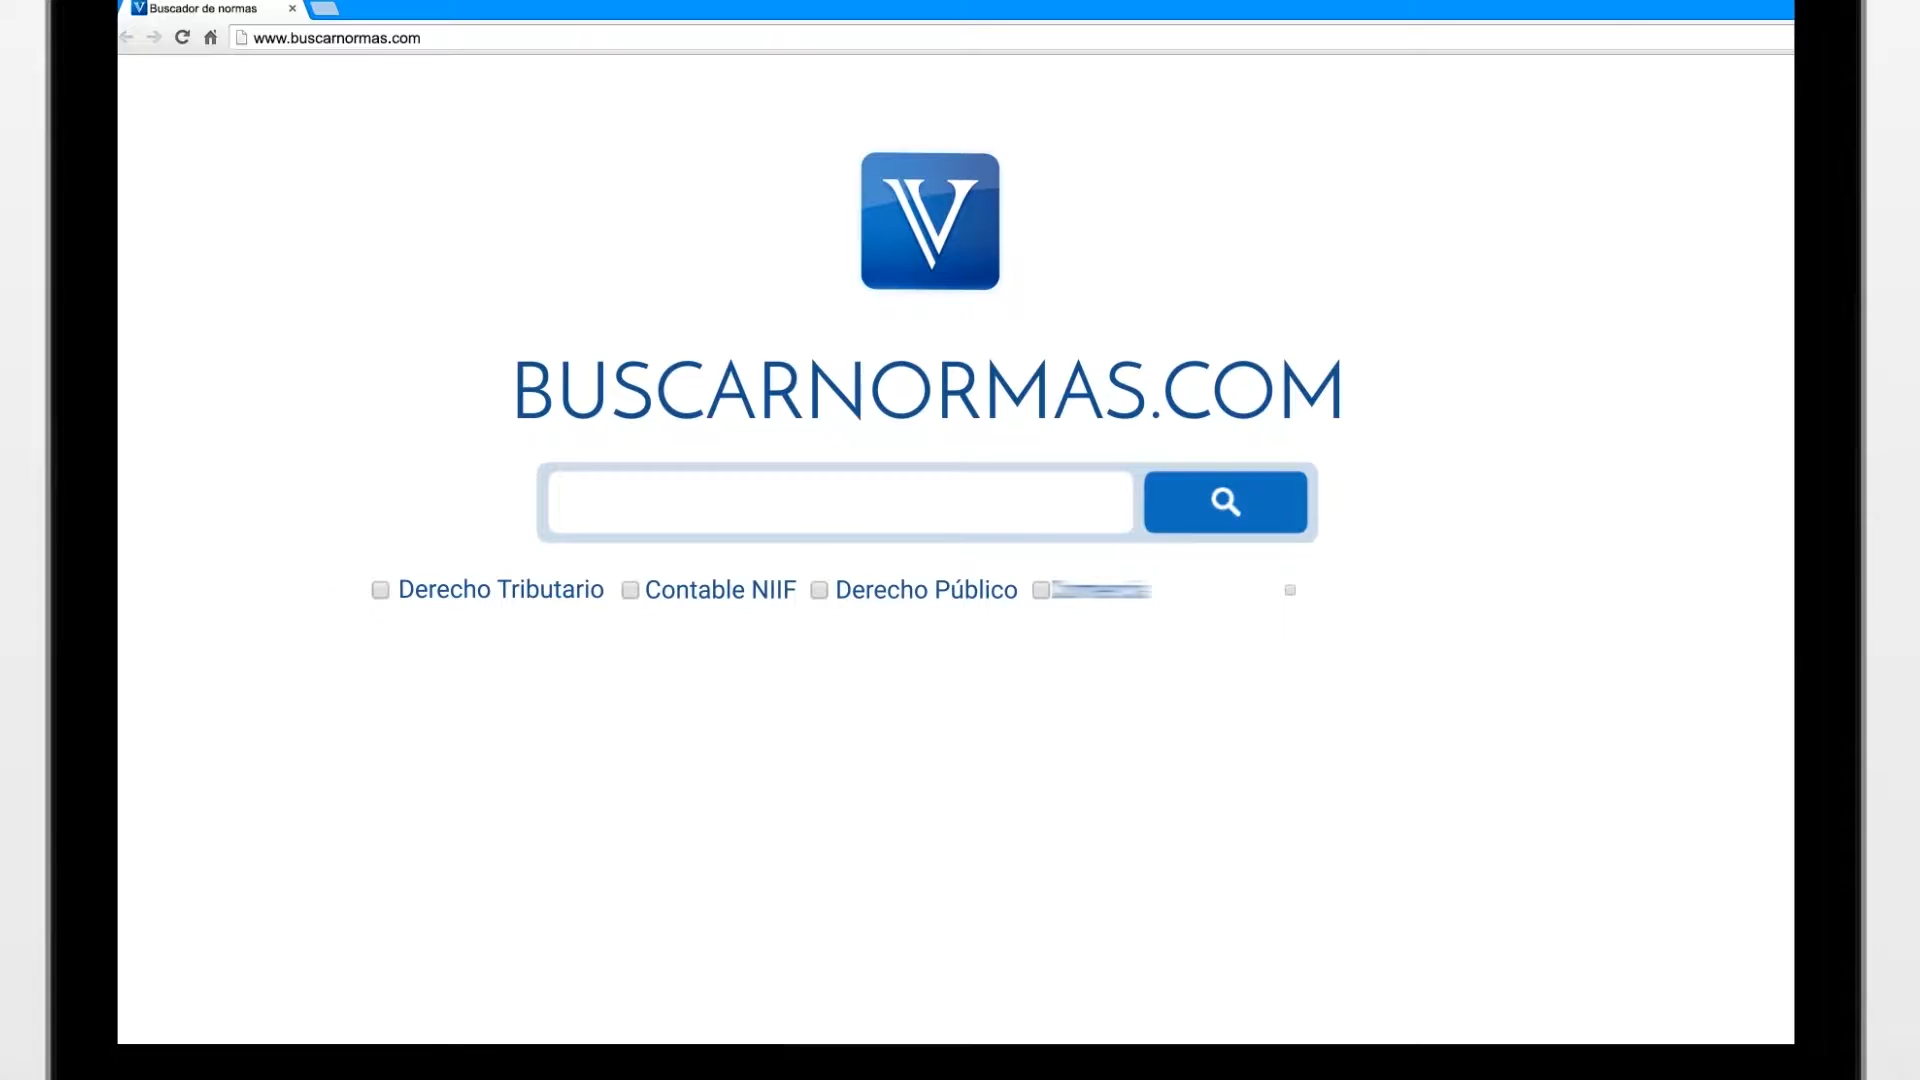 V Buscador de normas
www.buscarnormas.com
V
BUSCARNORMAS.COM
Derecho Tributario Contable NIIF Derecho Público